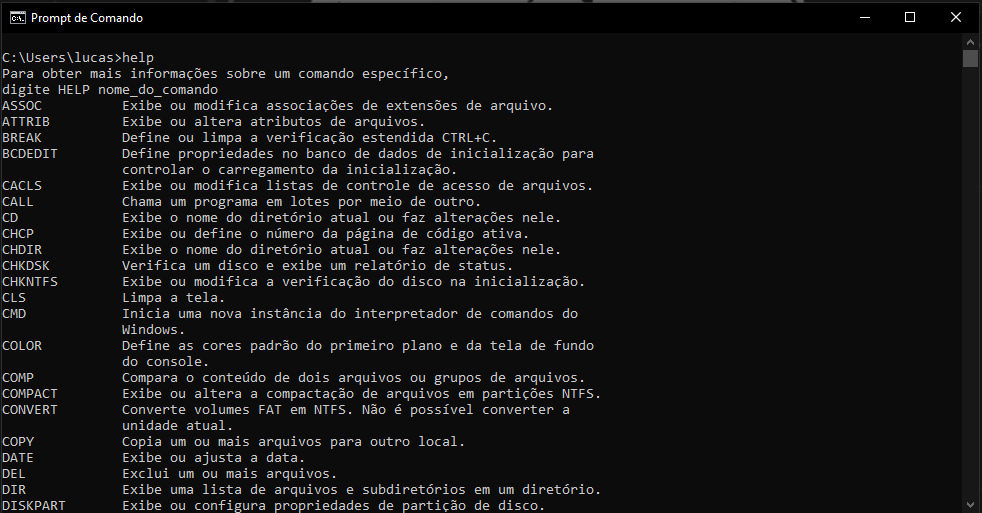 Prompt de Comando
C:\Users\lucas>help
Para obter mais informações sobre um comando específico,
digite HELP nome_do_comando
ASSOC          Exibe ou modifica associações de extensões de arquivo.
ATTRIB         Exibe ou altera atributos de arquivos.
BREAK          Define ou limpa a verificação estendida CTRL+C.
BCDEDIT        Define propriedades no banco de dados de inicialização para
               controlar o carregamento da inicialização.
CACLS          Exibe ou modifica listas de controle de acesso de arquivos.
CALL           Chama um programa em lotes por meio de outro.
CD             Exibe o nome do diretório atual ou faz alterações nele.
CHCP           Exibe ou define o número da página de código ativa.
CHDIR          Exibe o nome do diretório atual ou faz alterações nele.
CHKDSK         Verifica um disco e exibe um relatório de status.
CHKNTFS        Exibe ou modifica a verificação do disco na inicialização.
CLS            Limpa a tela.
CMD            Inicia uma nova instância do interpretador de comandos do
               Windows.
COLOR          Define as cores padrão do primeiro plano e da tela de fundo
               do console.
COMP           Compara o conteúdo de dois arquivos ou grupos de arquivos.
COMPACT        Exibe ou altera a compactação de arquivos em partições NTFS.
CONVERT        Converte volumes FAT em NTFS. Não é possível converter a
               unidade atual.
COPY           Copia um ou mais arquivos para outro local.
DATE           Exibe ou ajusta a data.
DEL            Exclui um ou mais arquivos.
DIR            Exibe uma lista de arquivos e subdiretórios em um diretório.
DISKPART       Exibe ou configura propriedades de partição de disco.